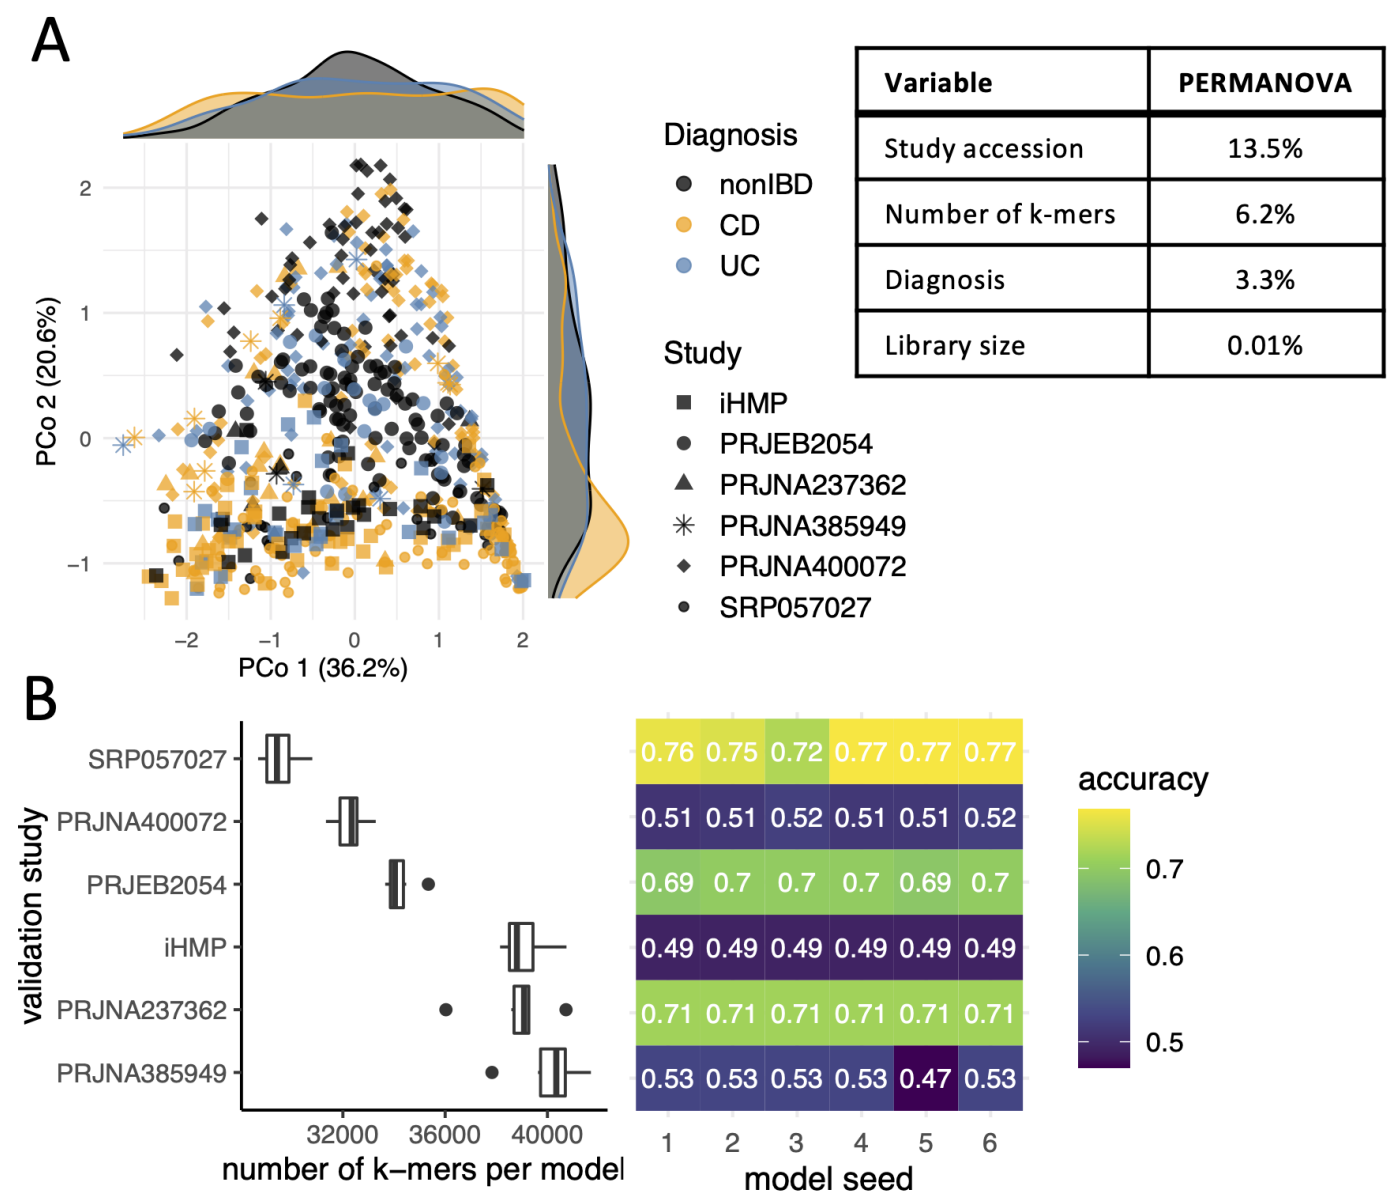 A
Variable PERMANOVA
Study accession 13.5%
Number of k-mers 6.2%
Diagnosis 3.3%
Library size 0.01%
Diagnosis
nonIBD
CD
UC
Study
iHMP
PRJEB2054
PRJNA237362
PRJNA385949
PRJNA400072
SRP057027
PCo 2 (20.6%)
2
1
0
−1
−2 −1 0 1 2
PCo 1 (36.2%)
B
validation study
SRP057027
PRJNA400072
PRJEB2054
iHMP
PRJNA237362
PRJNA385949
32000 36000 40000
number of k−mers per model
0.76 0.75 0.72 0.77 0.77 0.77
0.51 0.51 0.52 0.51 0.51 0.52
0.69 0.7 0.7 0.7 0.69 0.7
0.49 0.49 0.49 0.49 0.49 0.49
0.71 0.71 0.71 0.71 0.71 0.71
0.53 0.53 0.53 0.53 0.47 0.53
1 2 3 4 5 6
model seed
accuracy
0.7
0.6
0.5